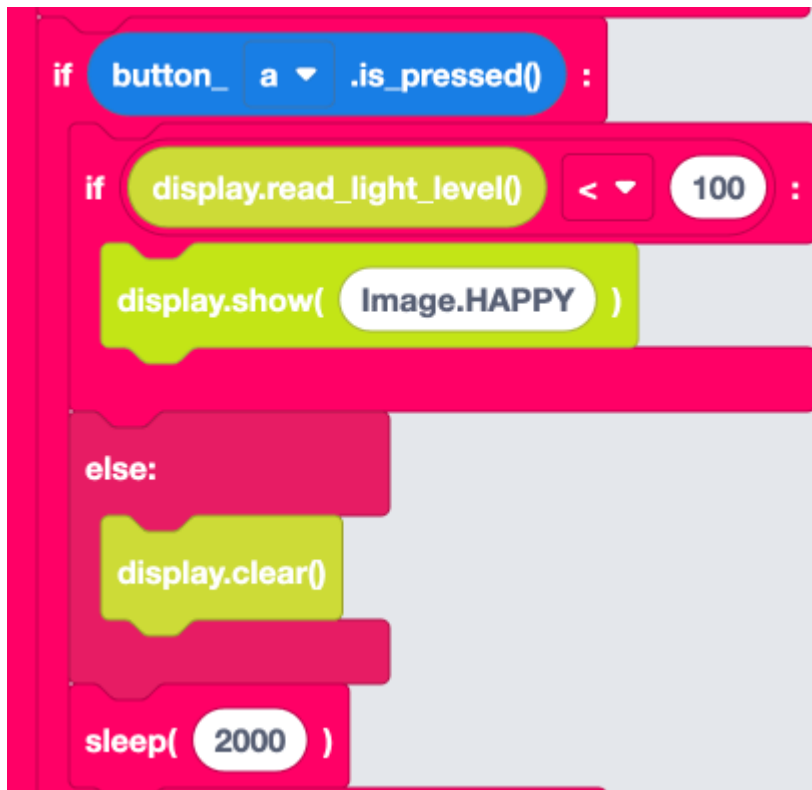 if button_ a .is_pressed() :
if display.read_light_level() < 100 :
display.show( Image.HAPPY )
else:
display.clear()
sleep( 2000 )